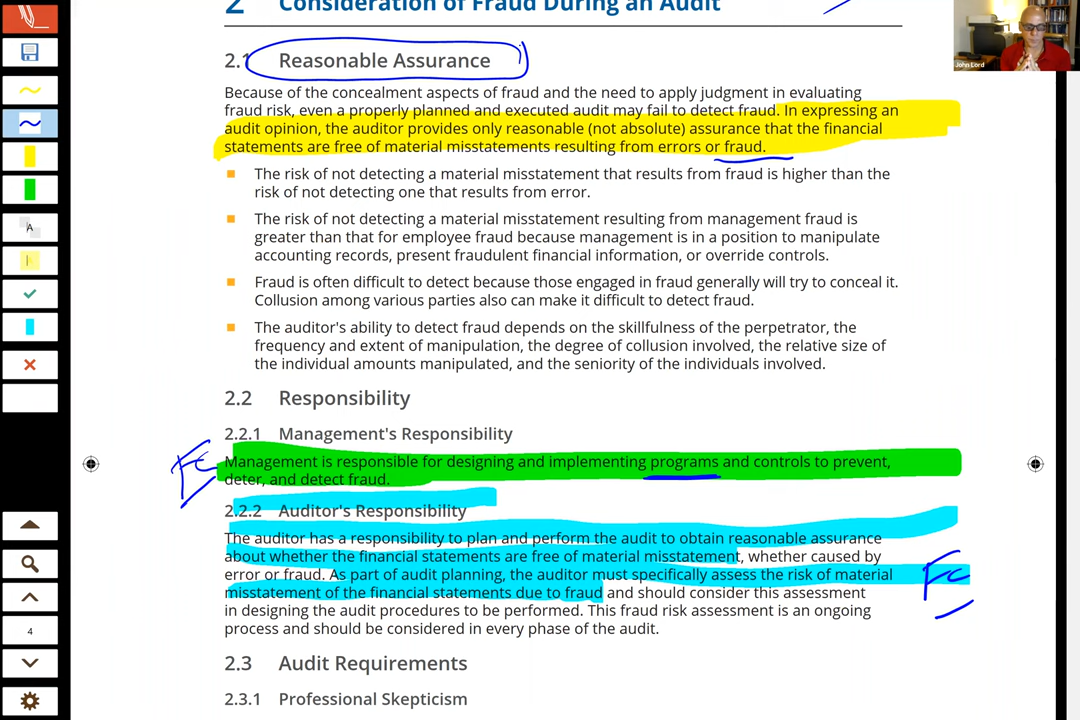 2 Consideration of Fraud During an Audit
John Lord
2.1 Reasonable Assurance
Because of the concealment aspects of fraud and the need to apply judgment in evaluating
fraud risk, even a properly planned and executed audit may fail to detect fraud. In expressing an
audit opinion, the auditor provides only reasonable (not absolute) assurance that the financial
statements are free of material misstatements resulting from errors or fraud.
The risk of not detecting a material misstatement that results from fraud is higher than the
risk of not detecting one that results from error.
The risk of not detecting a material misstatement resulting from management fraud is
greater than that for employee fraud because management is in a position to manipulate
accounting records, present fraudulent financial information, or override controls.
Fraud is often difficult to detect because those engaged in fraud generally will try to conceal it.
Collusion among various parties also can make it difficult to detect fraud.
The auditor's ability to detect fraud depends on the skillfulness of the perpetrator, the
frequency and extent of manipulation, the degree of collusion involved, the relative size of
the individual amounts manipulated, and the seniority of the individuals involved.
2.2 Responsibility
2.2.1 Management's Responsibility
Management is responsible for designing and implementing programs and controls to prevent,
deter, and detect fraud.
2.2.2 Auditor's Responsibility
The auditor has a responsibility to plan and perform the audit to obtain reasonable assurance
about whether the financial statements are free of material misstatement, whether caused by
error or fraud. As part of audit planning, the auditor must specifically assess the risk of material
misstatement of the financial statements due to fraud and should consider this assessment
in designing the audit procedures to be performed. This fraud risk assessment is an ongoing
process and should be considered in every phase of the audit.
2.3 Audit Requirements
2.3.1 Professional Skepticism
A
4